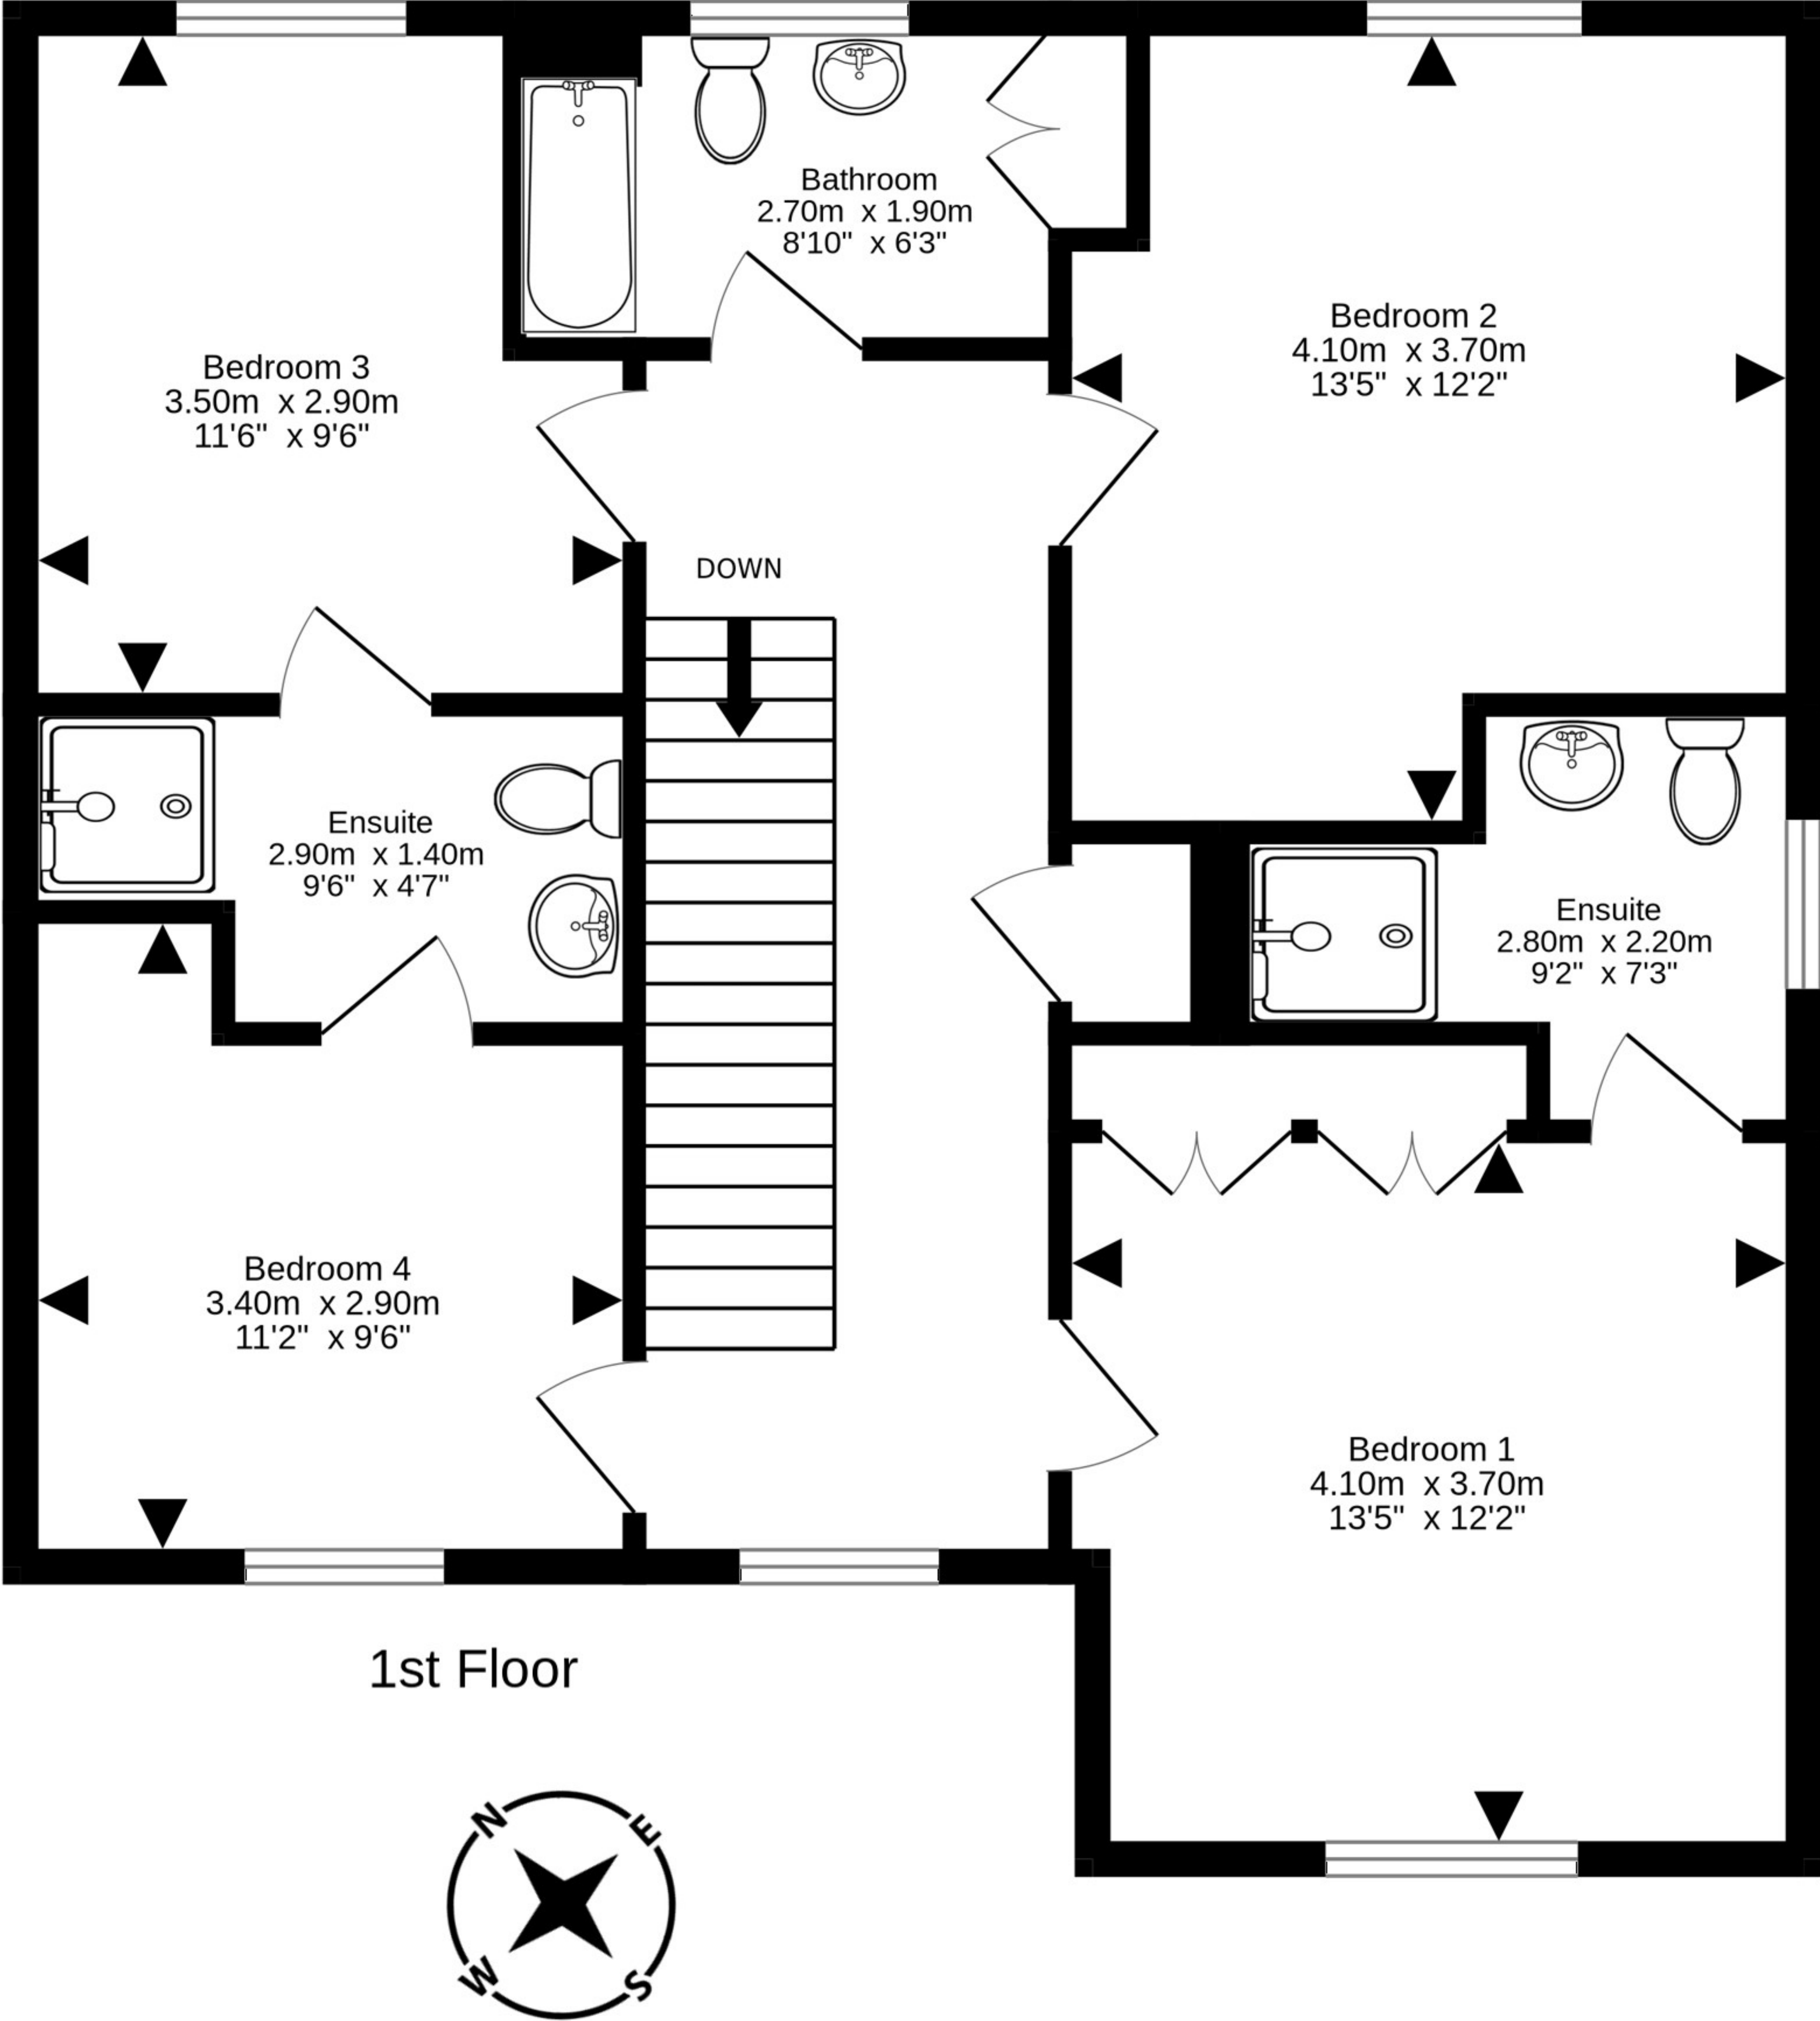 Bathroom
2.70m x 1.90m
8'10" x 6'3"
Bedroom 2
4.10m x 3.70m
13'5" x 12'2"
Bedroom 3
3.50m x 2.90m
11'6" x 9'6"
DOWN
Ensuite
2.90m x 1.40m
9'6" x 4'7"
Ensuite
2.80m x 2.20m
9'2" x 7'3"
Bedroom 4
3.40m x 2.90m
11'2" x 9'6"
Bedroom 1
4.10m x 3.70m
13'5" x 12'2"
1st Floor
N
E
W
S